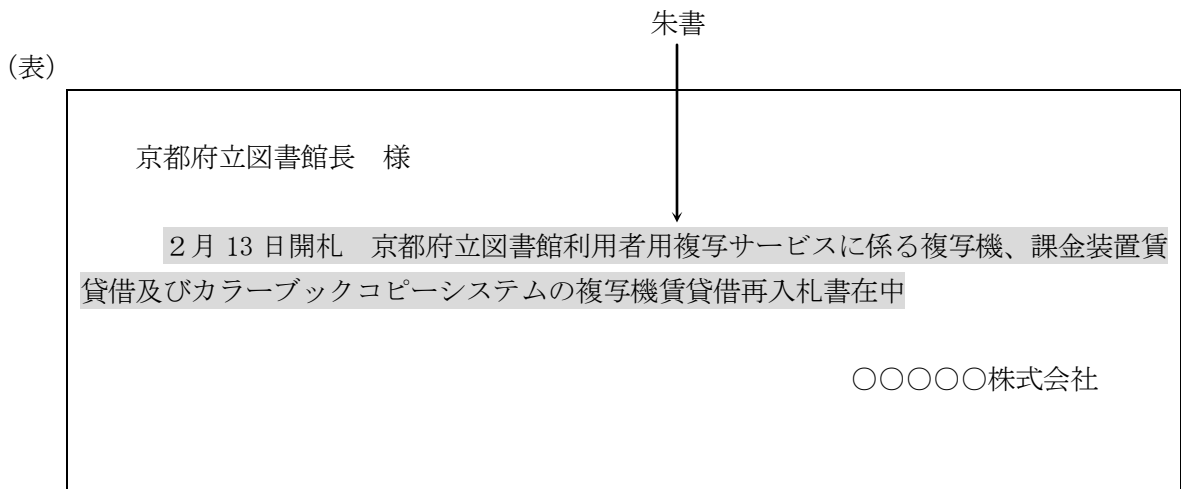 朱書
（表）
京都府立図書館長　様
２月 13 日開札　京都府立図書館利用者用複写サービスに係る複写機、課金装置賃
貸借及びカラーブックコピーシステムの複写機賃貸借再入札書在中
○○○○○株式会社